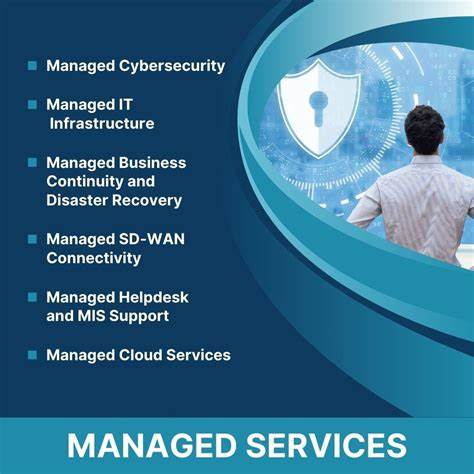 Managed Cybersecurity
Managed IT
Infrastructure
Managed Business
Continuity and
Disaster Recovery
Managed SD-WAN
Connectivity
Managed Helpdesk
and MIS Support
Managed Cloud Services
MANAGED SERVICES